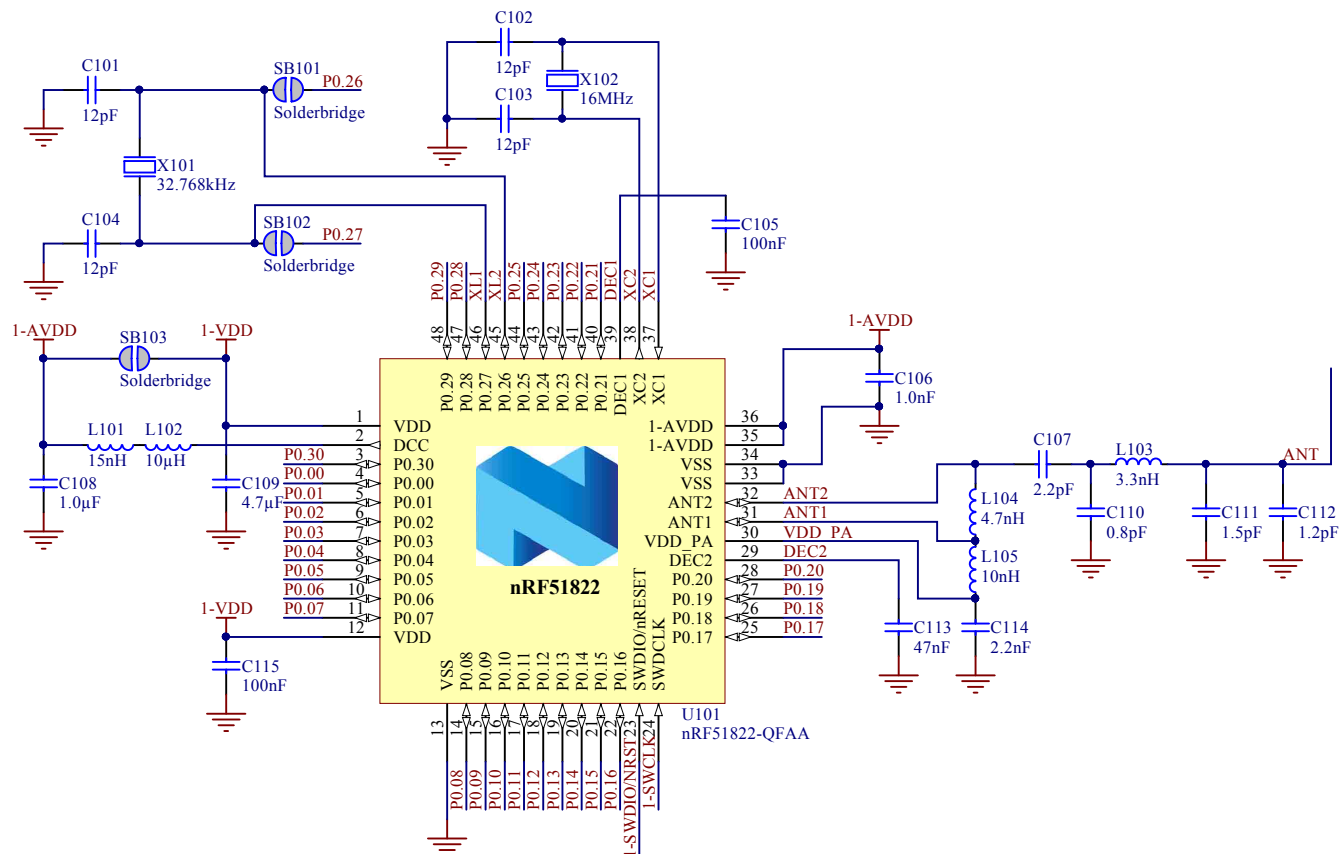 C101
12pF
SB101
P0.26
Solderbridge
X101
32.768kHz
C104
12pF
SB102
P0.27
Solderbridge
C102
12pF
X102
16MHz
C103
12pF
C105
100nF
P0.29
P0.28
XL1
XL2
P0.25
P0.24
P0.23
P0.22
P0.21
DEC1
XC2
XC1
48
47
46
45
44
43
42
41
40
39
38
37
P0.29
P0.28
P0.27
P0.26
P0.25
P0.24
P0.23
P0.22
P0.21
DEC1
XC2
XC1
1-AVDD
SB103
1-VDD
Solderbridge
L101
15nH
L102
10µH
C108
1.0µF
C109
4.7µF
1-VDD
C115
100nF
1 VDD
2 DCC
P0.30 3 P0.30
P0.00 4 P0.00
P0.01 5 P0.01
P0.02 6 P0.02
P0.03 7 P0.03
P0.04 8 P0.04
P0.05 9 P0.05
P0.06 10 P0.06
P0.07 11 P0.07
12 VDD
nRF51822
1-AVDD 36
1-AVDD 35
VSS 34
VSS 33
ANT2 32 ANT2
ANT1 31 ANT1
VDD_PA 30 VDD_PA
DEC2 29 DEC2
P0.20 28 P0.20
P0.19 27 P0.19
P0.18 26 P0.18
P0.17 25 P0.17
1-AVDD
C106
1.0nF
C107
2.2pF
L103
3.3nH
ANT
L104
4.7nH
L105
10nH
C110
0.8pF
C111
1.5pF
C112
1.2pF
C113
47nF
C114
2.2nF
VSS
P0.08
P0.09
P0.10
P0.11
P0.12
P0.13
P0.14
P0.15
P0.16
SWDIO/nRESET
SWDCLK
13
14
15
16
17
18
19
20
21
22
23
24
P0.08
P0.09
P0.10
P0.11
P0.12
P0.13
P0.14
P0.15
P0.16
1-SWDIO/NRST
1-SWCLK
U101
nRF51822-QFAA